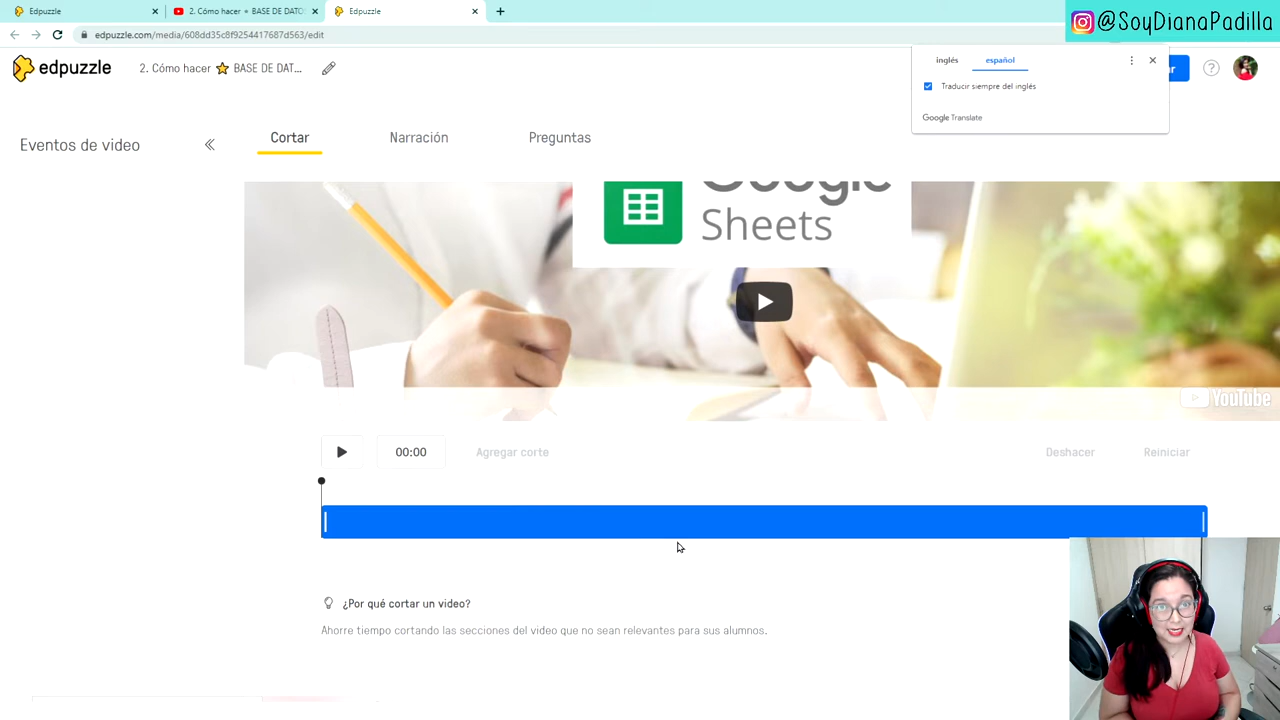 Edpuzzle
2. Cómo hacer ⭐ BASE DE DATO:
Edpuzzle
@SoyDianaPadilla
edpuzzle.com/media/608dd35c8f9254417687d563/edit
edpuzzle
2. Cómo hacer ⭐ BASE DE DAT...
inglés
español
Traducir siempre del inglés
Google Translate
Eventos de video
Cortar
Narración
Preguntas
Google
Sheets
YouTube
00:00
Agregar corte
Deshacer
Reiniciar
¿Por qué cortar un video?
Ahorre tiempo cortando las secciones del video que no sean relevantes para sus alumnos.